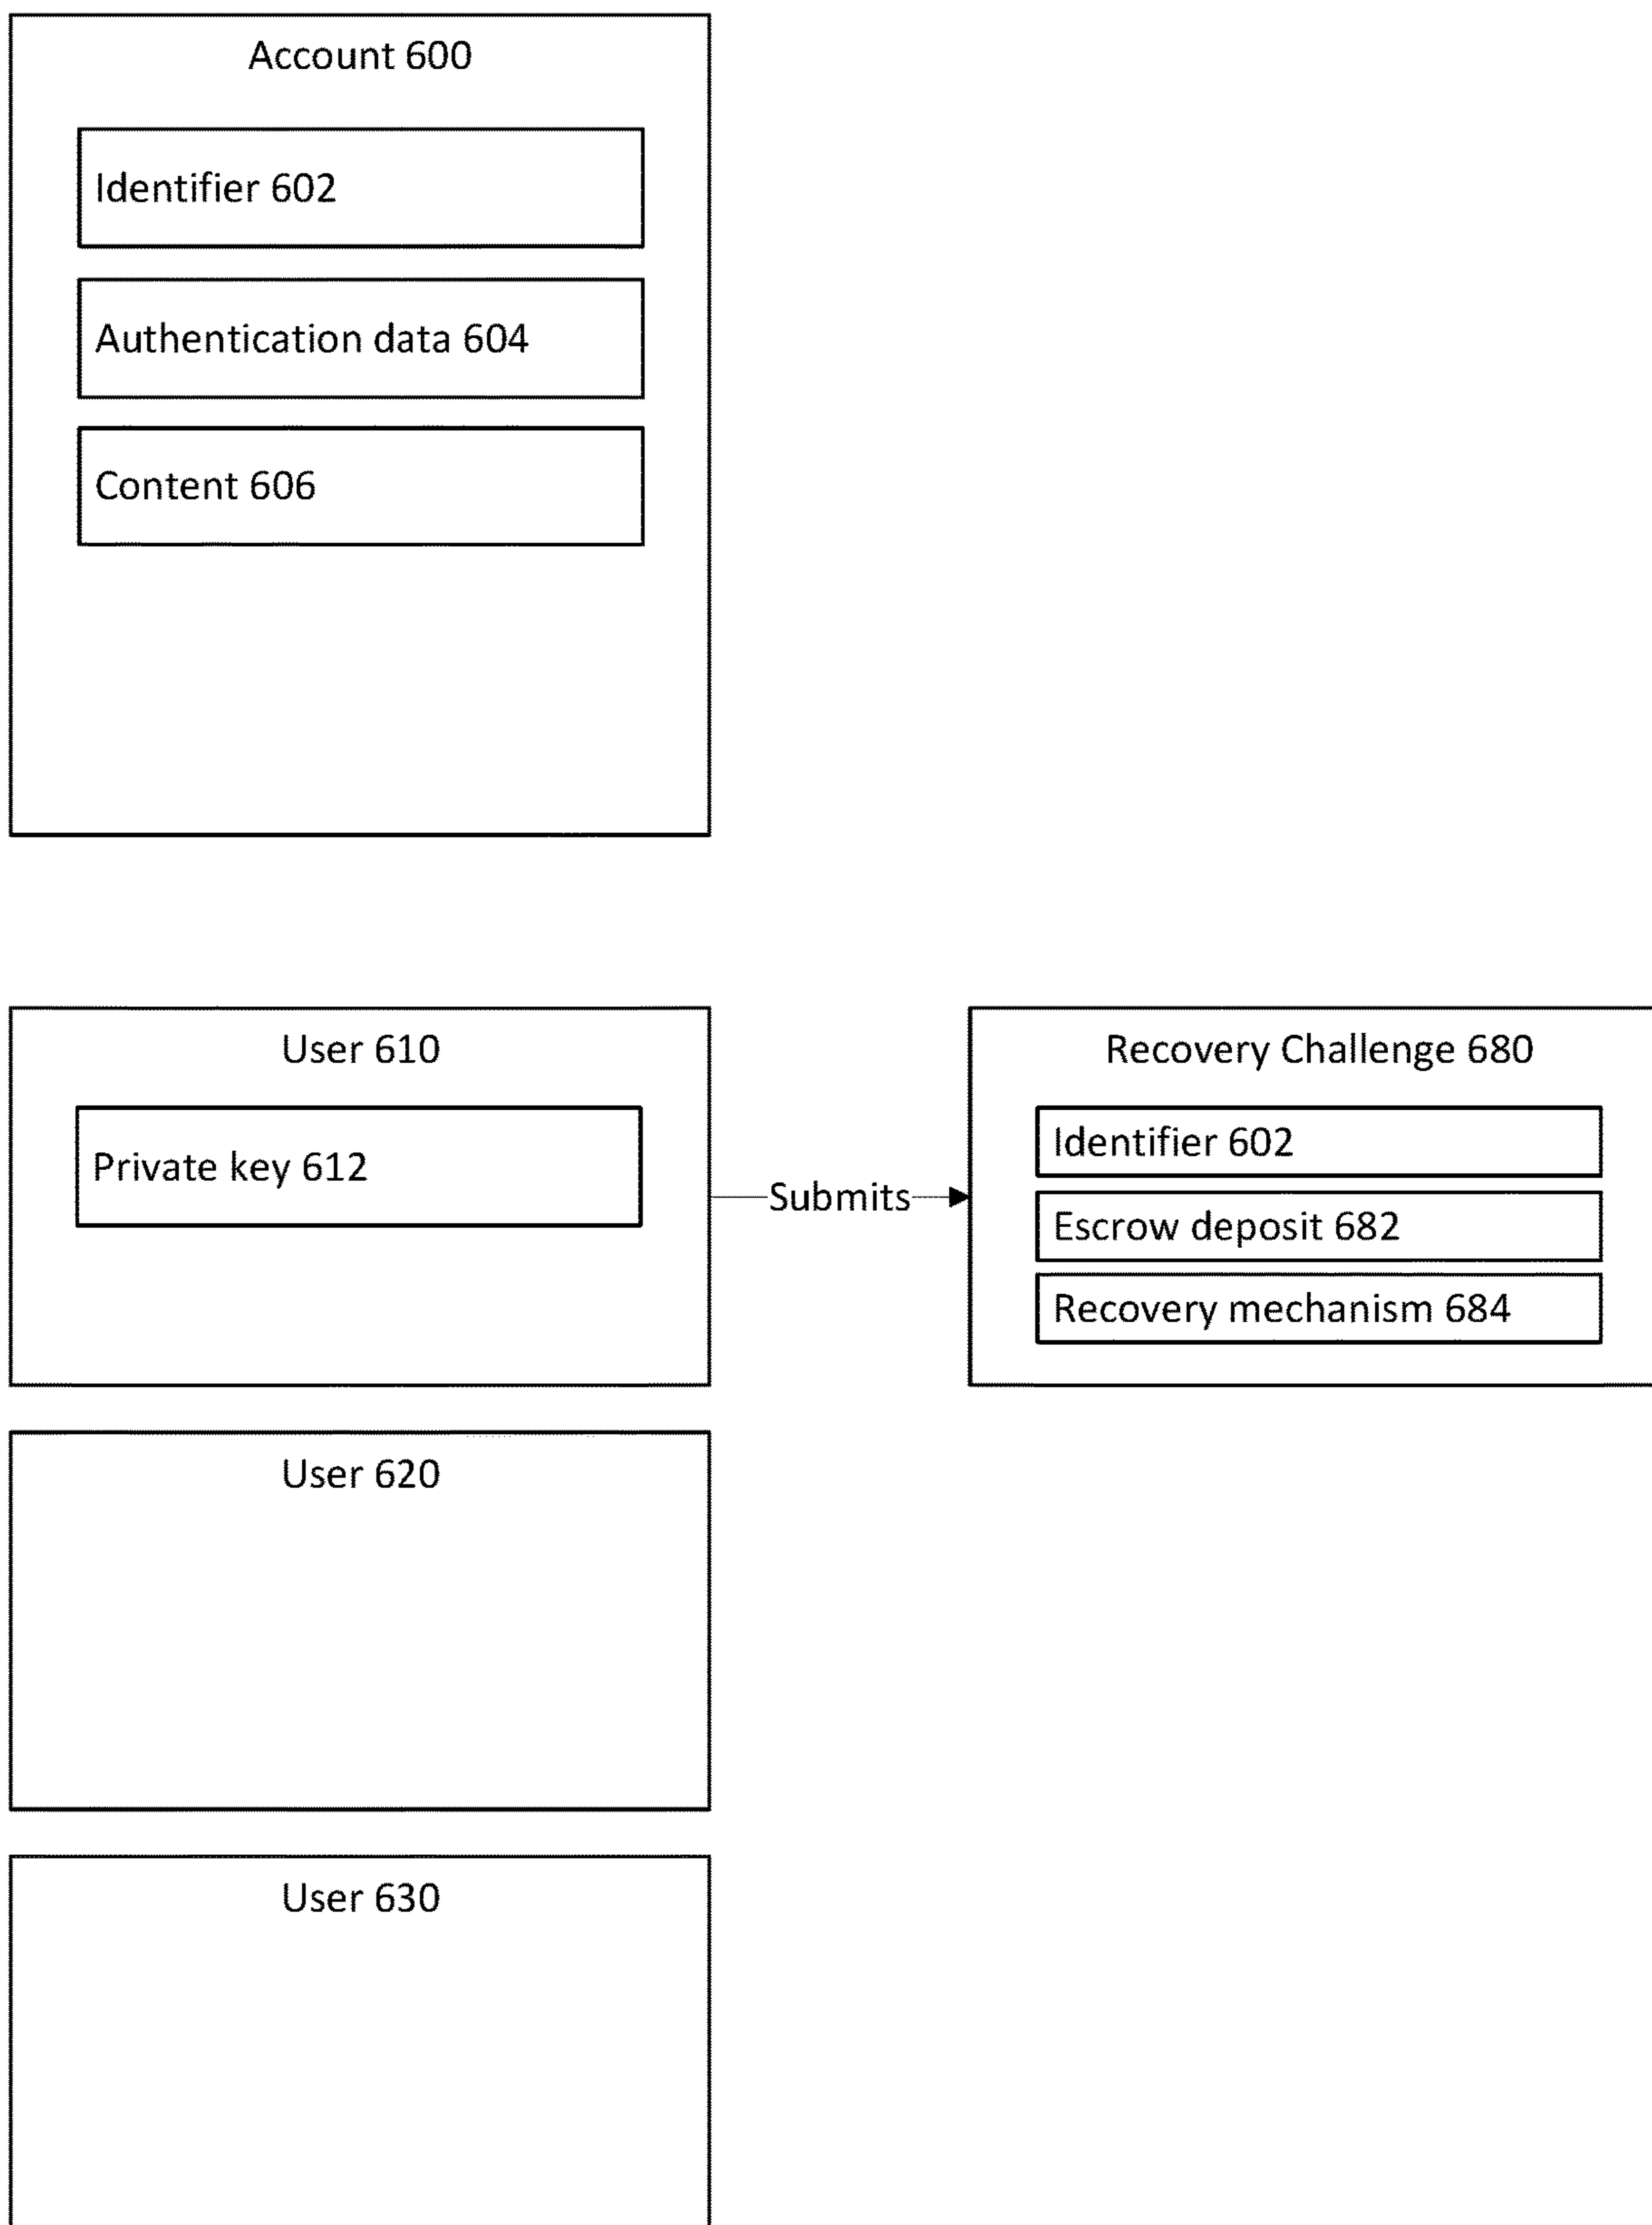 Account 600
Identifier 602
Authentication data 604
Content 606
User 610
Private key 612
Submits
Recovery Challenge 680
Identifier 602
Escrow deposit 682
Recovery mechanism 684
User 620
User 630